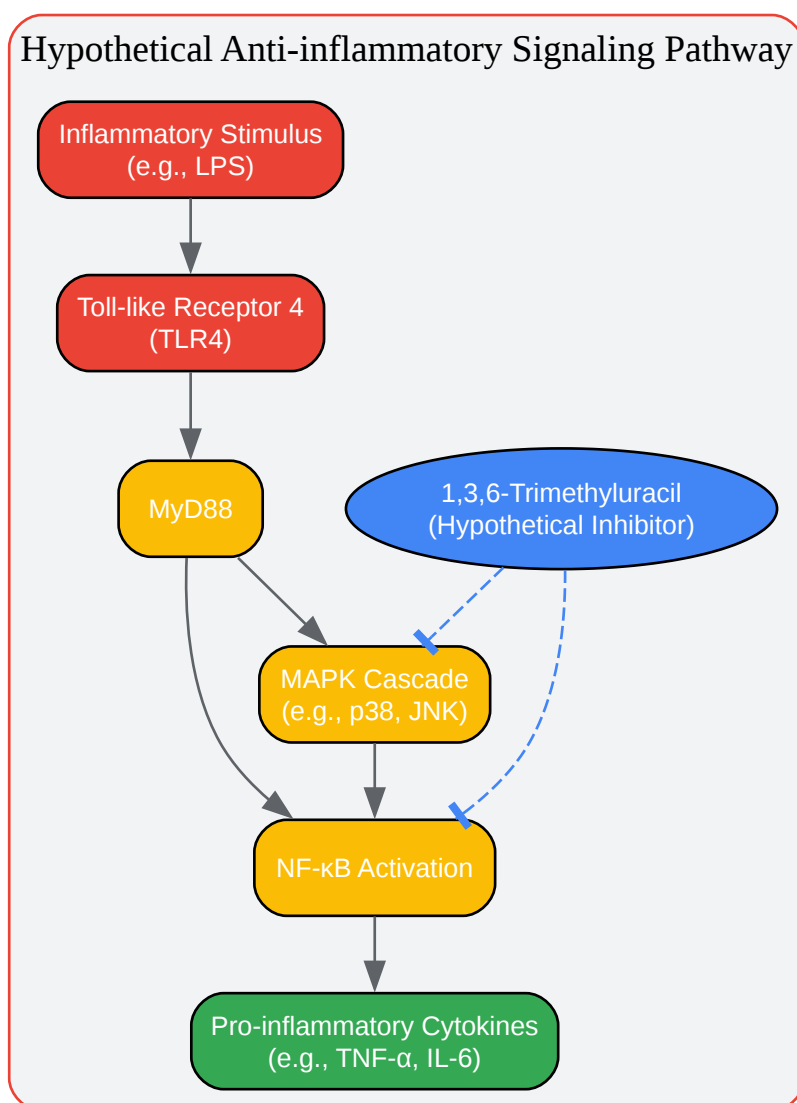 Hypothetical Anti-inflammatory Signaling Pathway
Inflammatory Stimulus
(e.g., LPS)
Toll-like Receptor 4
(TLR4)
MyD88
1,3,6-Trimethyluracil
(Hypothetical Inhibitor)
MAPK Cascade
(e.g., p38, JNK)
NF-κB Activation
Pro-inflammatory Cytokines
(e.g., TNF-α, IL-6)